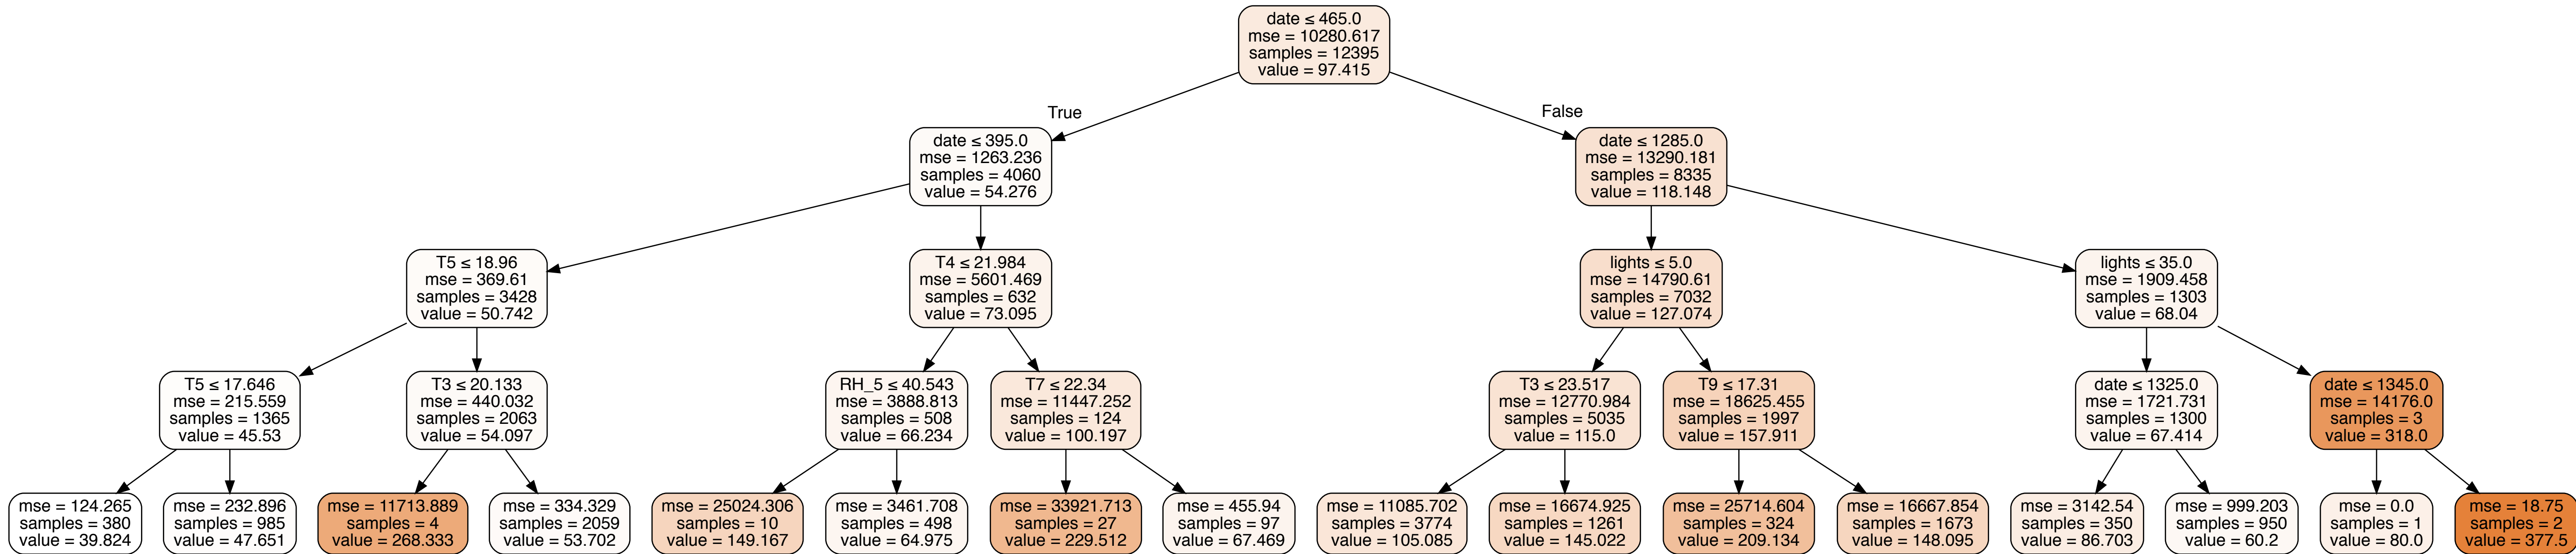 date ≤ 465.0
mse = 10280.617
samples = 12395
value = 97.415
True
False
date ≤ 395.0
mse = 1263.236
samples = 4060
value = 54.276
date ≤ 1285.0
mse = 13290.181
samples = 8335
value = 118.148
T5 ≤ 18.96
mse = 369.61
samples = 3428
value = 50.742
T4 ≤ 21.984
mse = 5601.469
samples = 632
value = 73.095
lights ≤ 5.0
mse = 14790.61
samples = 7032
value = 127.074
lights ≤ 35.0
mse = 1909.458
samples = 1303
value = 68.04
T5 ≤ 17.646
mse = 215.559
samples = 1365
value = 45.53
T3 ≤ 20.133
mse = 440.032
samples = 2063
value = 54.097
RH_5 ≤ 40.543
mse = 3888.813
samples = 508
value = 66.234
T7 ≤ 22.34
mse = 11447.252
samples = 124
value = 100.197
T3 ≤ 23.517
mse = 12770.984
samples = 5035
value = 115.0
T9 ≤ 17.31
mse = 18625.455
samples = 1997
value = 157.911
date ≤ 1325.0
mse = 1721.731
samples = 1300
value = 67.414
date ≤ 1345.0
mse = 14176.0
samples = 3
value = 318.0
mse = 124.265
samples = 380
value = 39.824
mse = 232.896
samples = 985
value = 47.651
mse = 11713.889
samples = 4
value = 268.333
mse = 334.329
samples = 2059
value = 53.702
mse = 25024.306
samples = 10
value = 149.167
mse = 3461.708
samples = 498
value = 64.975
mse = 33921.713
samples = 27
value = 229.512
mse = 455.94
samples = 97
value = 67.469
mse = 11085.702
samples = 3774
value = 105.085
mse = 16674.925
samples = 1261
value = 145.022
mse = 25714.604
samples = 324
value = 209.134
mse = 16667.854
samples = 1673
value = 148.095
mse = 3142.54
samples = 350
value = 86.703
mse = 999.203
samples = 950
value = 60.2
mse = 0.0
samples = 1
value = 80.0
mse = 18.75
samples = 2
value = 377.5